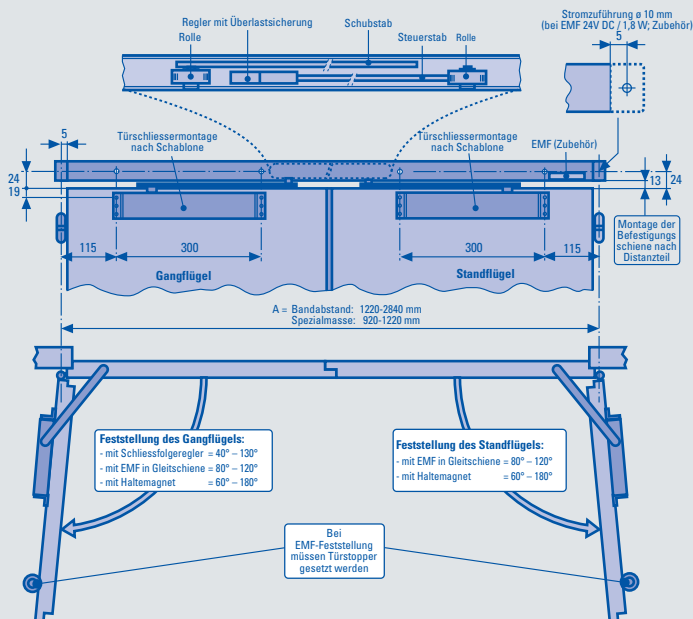 Stromzuführung ø 10 mm
(bei EMF 24V DC / 1,8 W; Zubehör)
5
Regler mit Überlastsicherung
Schubstab
Rolle
Steuerstab
Rolle
5
Türschliessermontage
nach Schablone
Türschliessermontage
nach Schablone
EMF (Zubehör)
24
19
13
24
115
300
300
115
Montage der
Befestigungs
schiene nach
Distanzteil
Gangflügel
Standflügel
A = Bandabstand: 1220-2840 mm
Spezialmasse: 920-1220 mm
Feststellung des Gangflügels:
- mit Schliessfolgeregler = 40° – 130°
- mit EMF in Gleitschiene = 80° – 120°
- mit Haltemagnet = 60° – 180°
Feststellung des Standflügels:
- mit EMF in Gleitschiene = 80° – 120°
- mit Haltemagnet = 60° – 180°
Bei
EMF-Feststellung
müssen Türstopper
gesetzt werden